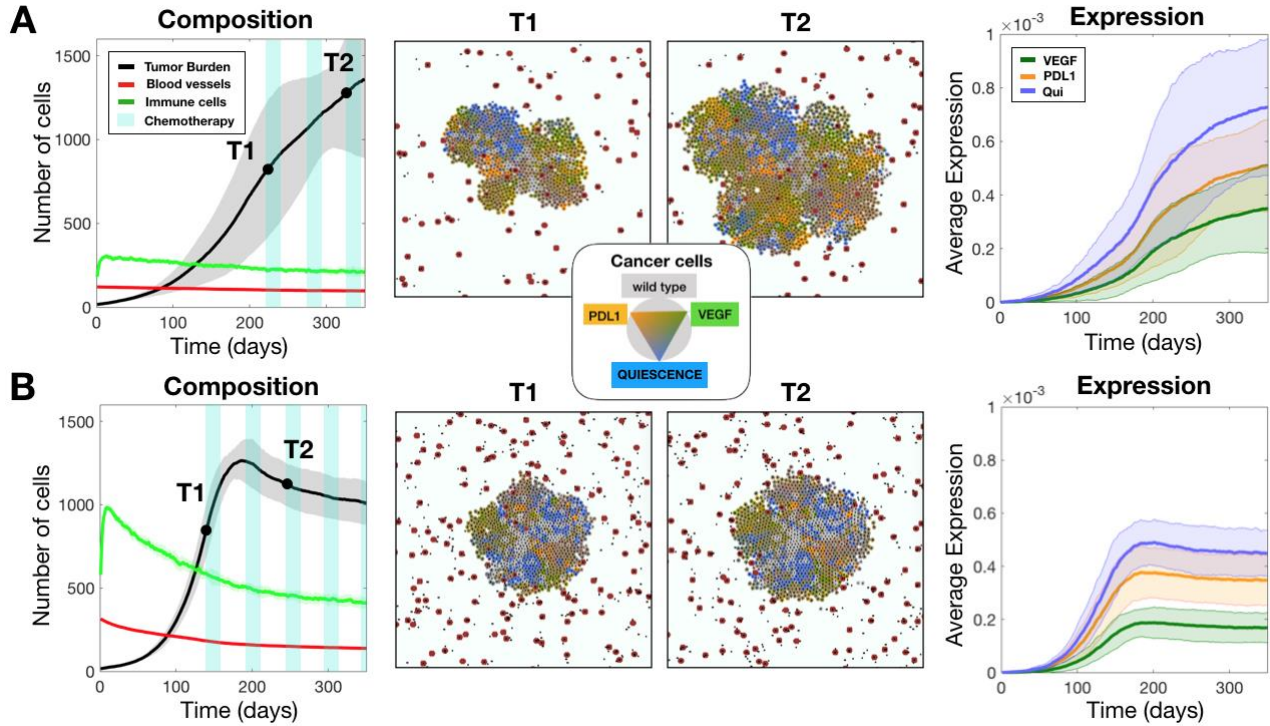 A
Composition
T1
T2
Expression
1500
1000
500
0
Number of cells
Tumor Burden
Blood vessels
Immune cells
Chemotherapy
T1
T2
0
100
200
300
Time (days)
×10⁻³
1
0.8
0.6
0.4
0.2
0
Average Expression
VEGF
PDL1
Qui
0
100
200
300
Time (days)
Cancer cells
wild type
PDL1
VEGF
QUIESCENCE
B
Composition
T1
T2
Expression
1500
1000
500
0
Number of cells
T1
T2
0
100
200
300
Time (days)
×10⁻³
1
0.8
0.6
0.4
0.2
0
Average Expression
0
100
200
300
Time (days)